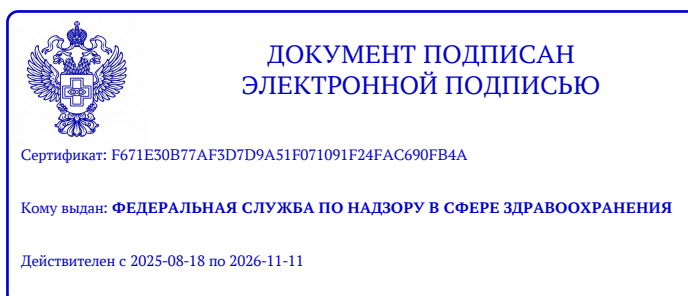 ДОКУМЕНТ ПОДПИСАН
ЭЛЕКТРОННОЙ ПОДПИСЬЮ
Сертификат: F671E30B77AF3D7D9A51F071091F24FAC690FB4A
Кому выдан: ФЕДЕРАЛЬНАЯ СЛУЖБА ПО НАДЗОРУ В СФЕРЕ ЗДРАВООХРАНЕНИЯ
Действителен с 2025-08-18 по 2026-11-11